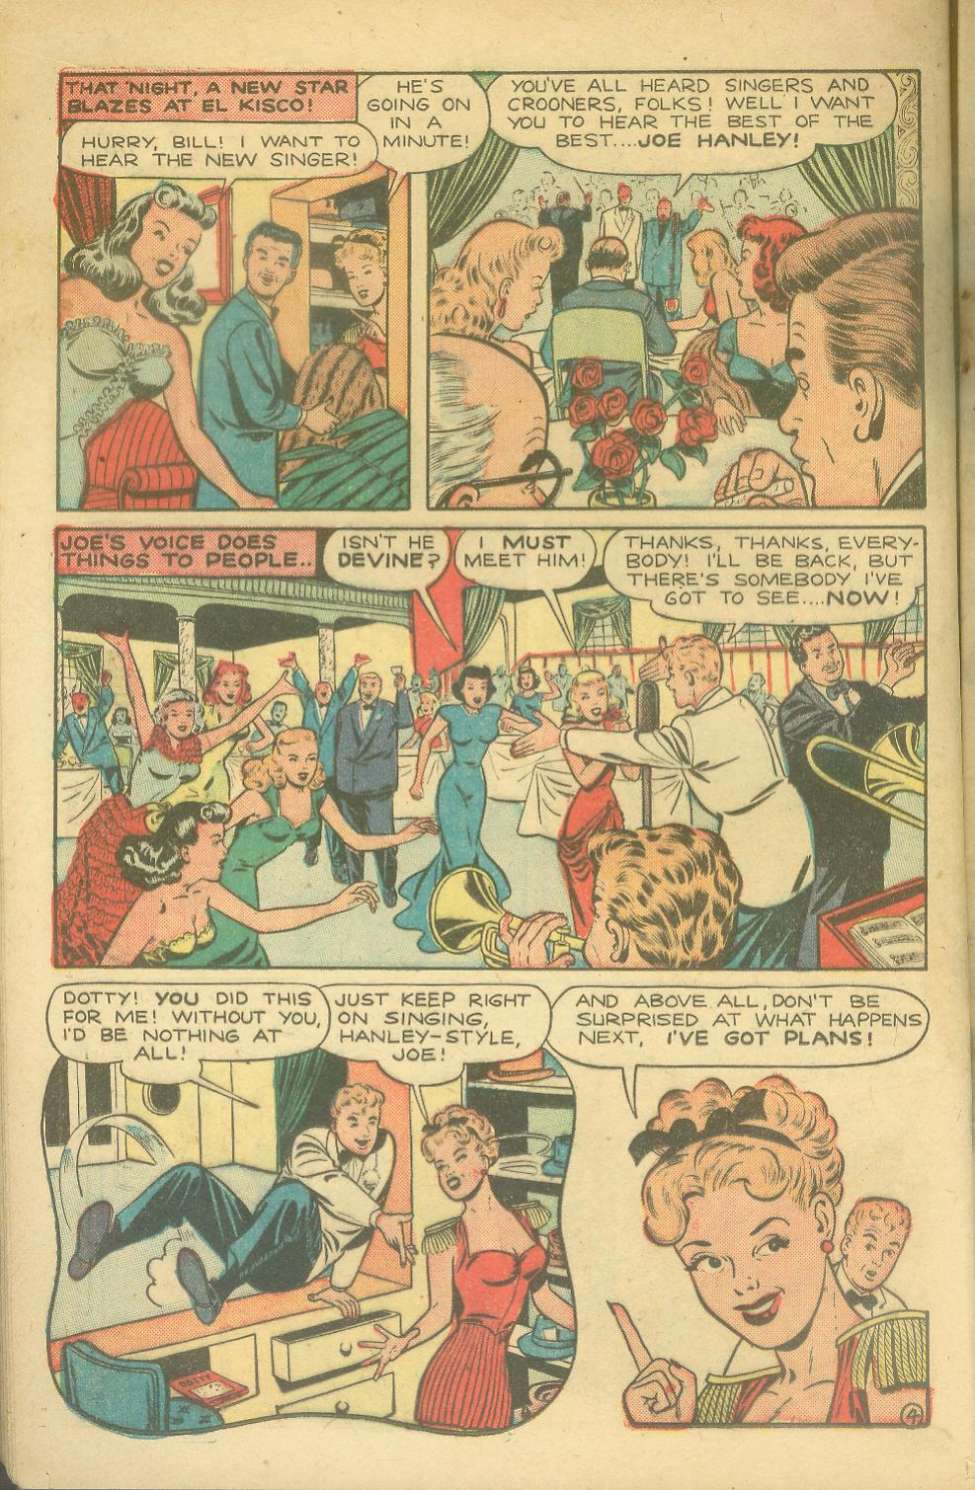 THAT NIGHT, A NEW STAR
BLAZES AT EL KISCO!
HURRY, BILL! I WANT TO
HEAR THE NEW SINGER!
HE'S
GOING ON
IN A
MINUTE!
YOU'VE ALL HEARD SINGERS AND
CROONERS, FOLKS! WELL I WANT
YOU TO HEAR THE BEST OF THE
BEST....JOE HANLEY!
JOE'S VOICE DOES
THINGS TO PEOPLE..
ISN'T HE
DEVINE?
I MUST
MEET HIM!
THANKS, THANKS, EVERY-
BODY! I'LL BE BACK, BUT
THERE'S SOMEBODY I'VE
GOT TO SEE....NOW!
DOTTY! YOU DID THIS
FOR ME! WITHOUT YOU,
I'D BE NOTHING AT
ALL!
JUST KEEP RIGHT
ON SINGING,
HANLEY-STYLE,
JOE!
DOTTY
AND ABOVE ALL, DON'T BE
SURPRISED AT WHAT HAPPENS
NEXT, I'VE GOT PLANS!
4